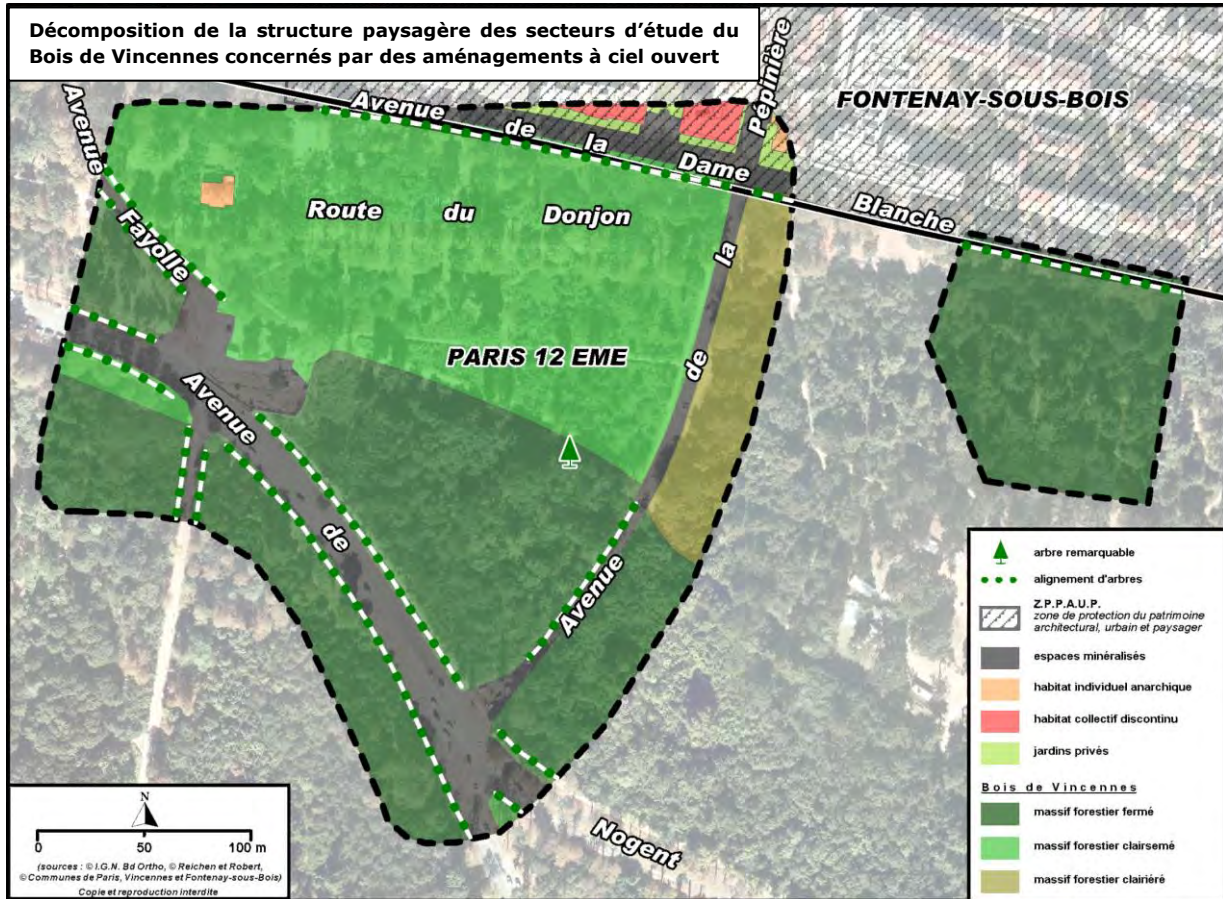 Décomposition de la structure paysagère des secteurs d'étude du
Bois de Vincennes concernés par des aménagements à ciel ouvert
Avenue
de
la
Dame
Blanche
Pépinière
FONTENAY-SOUS-BOIS
Avenue
Fayolle
Route du Donjon
la
de
PARIS 12 EME
Avenue
de
Avenue
Nogent
N
0 50 100 m
(sources : © I.G.N. Bd Ortho, © Reichen et Robert,
© Communes de Paris, Vincennes et Fontenay-sous-Bois)
Copie et reproduction interdite
arbre remarquable
alignement d'arbres
Z.P.P.A.U.P.
zone de protection du patrimoine
architectural, urbain et paysager
espaces minéralisés
habitat individuel anarchique
habitat collectif discontinu
jardins privés
Bois de Vincennes
massif forestier fermé
massif forestier clairsemé
massif forestier clairiéré